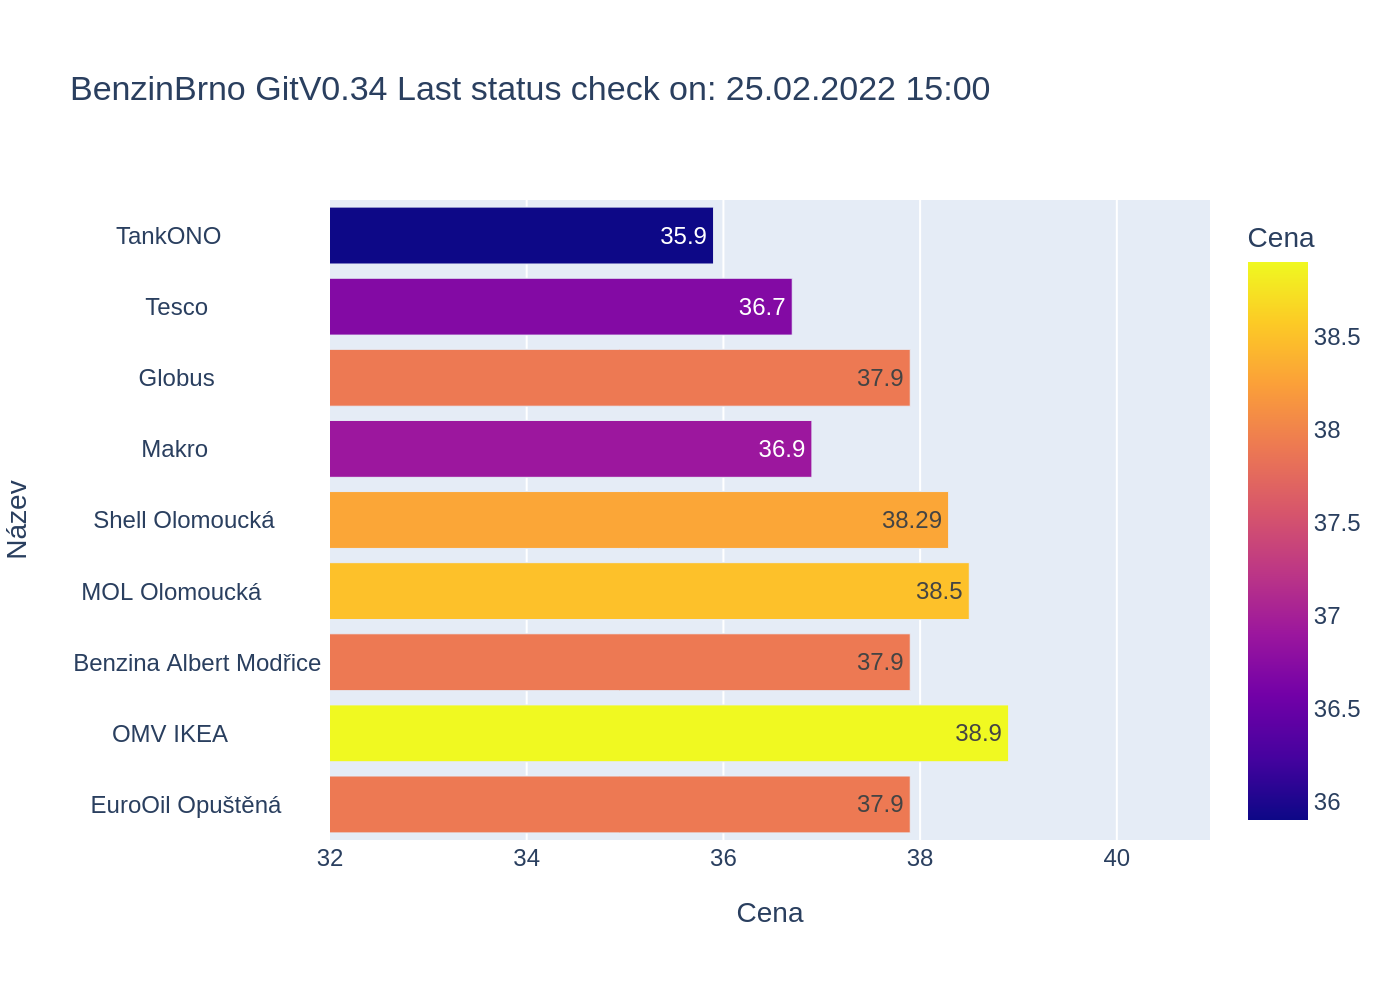 BenzinBrno GitV0.34 Last status check on: 25.02.2022 15:00
Cena
TankONO 35.9
Tesco 36.7
Globus 37.9
Makro 36.9
Shell Olomoucká 38.29
MOL Olomoucká 38.5
Benzina Albert Modřice 37.9
OMV IKEA 38.9
EuroOil Opuštěná 37.9
Název
38.5
38
37.5
37
36.5
36
32 34 36 38 40
Cena